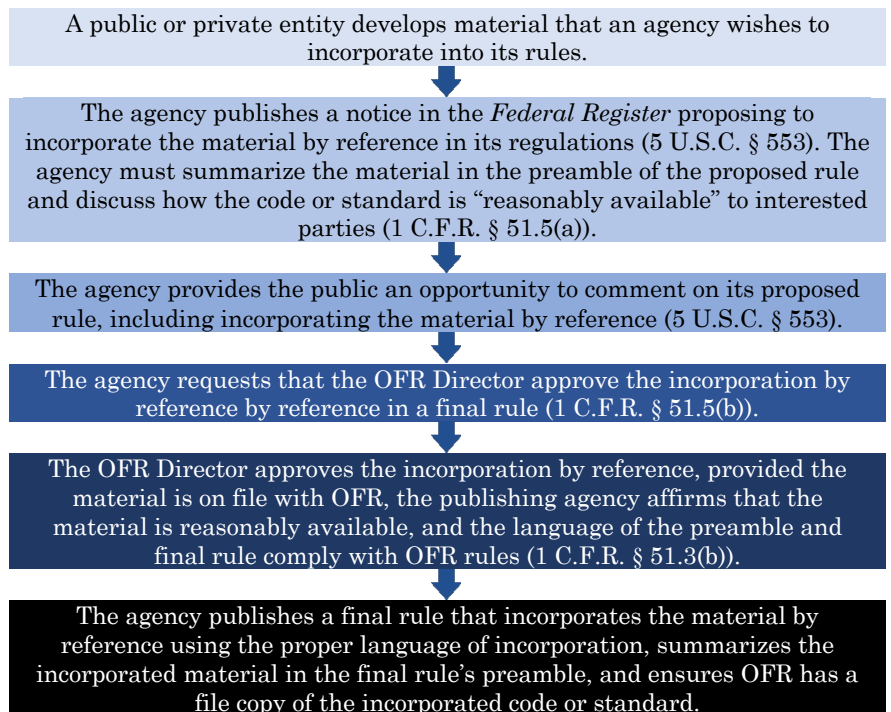 A public or private entity develops material that an agency wishes to
incorporate into its rules.
The agency publishes a notice in the Federal Register proposing to
incorporate the material by reference in its regulations (5 U.S.C. § 553). The
agency must summarize the material in the preamble of the proposed rule
and discuss how the code or standard is “reasonably available” to interested
parties (1 C.F.R. § 51.5(a)).
The agency provides the public an opportunity to comment on its proposed
rule, including incorporating the material by reference (5 U.S.C. § 553).
The agency requests that the OFR Director approve the incorporation by
reference by reference in a final rule (1 C.F.R. § 51.5(b)).
The OFR Director approves the incorporation by reference, provided the
material is on file with OFR, the publishing agency affirms that the
material is reasonably available, and the language of the preamble and
final rule comply with OFR rules (1 C.F.R. § 51.3(b)).
The agency publishes a final rule that incorporates the material by
reference using the proper language of incorporation, summarizes the
incorporated material in the final rule’s preamble, and ensures OFR has a
file copy of the incorporated code or standard.